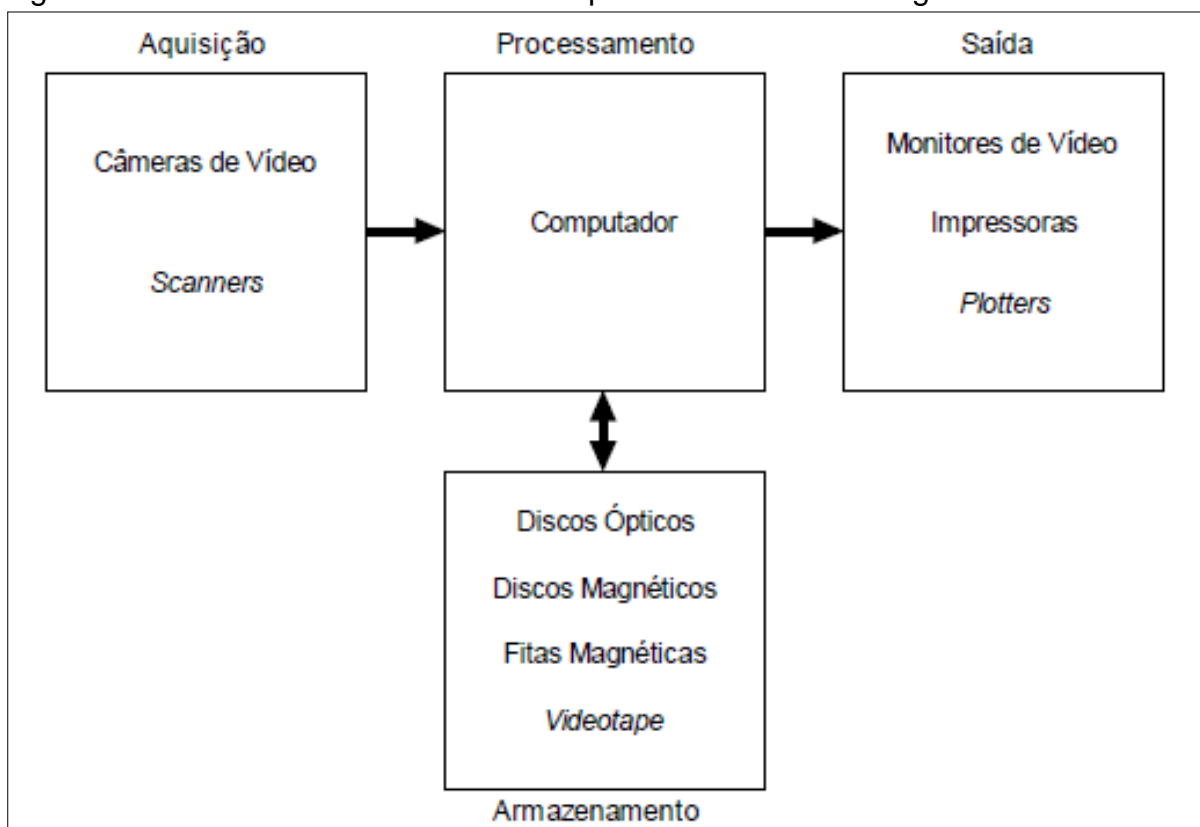 Aquisição
Processamento
Saída
Câmeras de Vídeo
Scanners
Computador
Monitores de Vídeo
Impressoras
Plotters
Discos Ópticos
Discos Magnéticos
Fitas Magnéticas
Videotape
Armazenamento